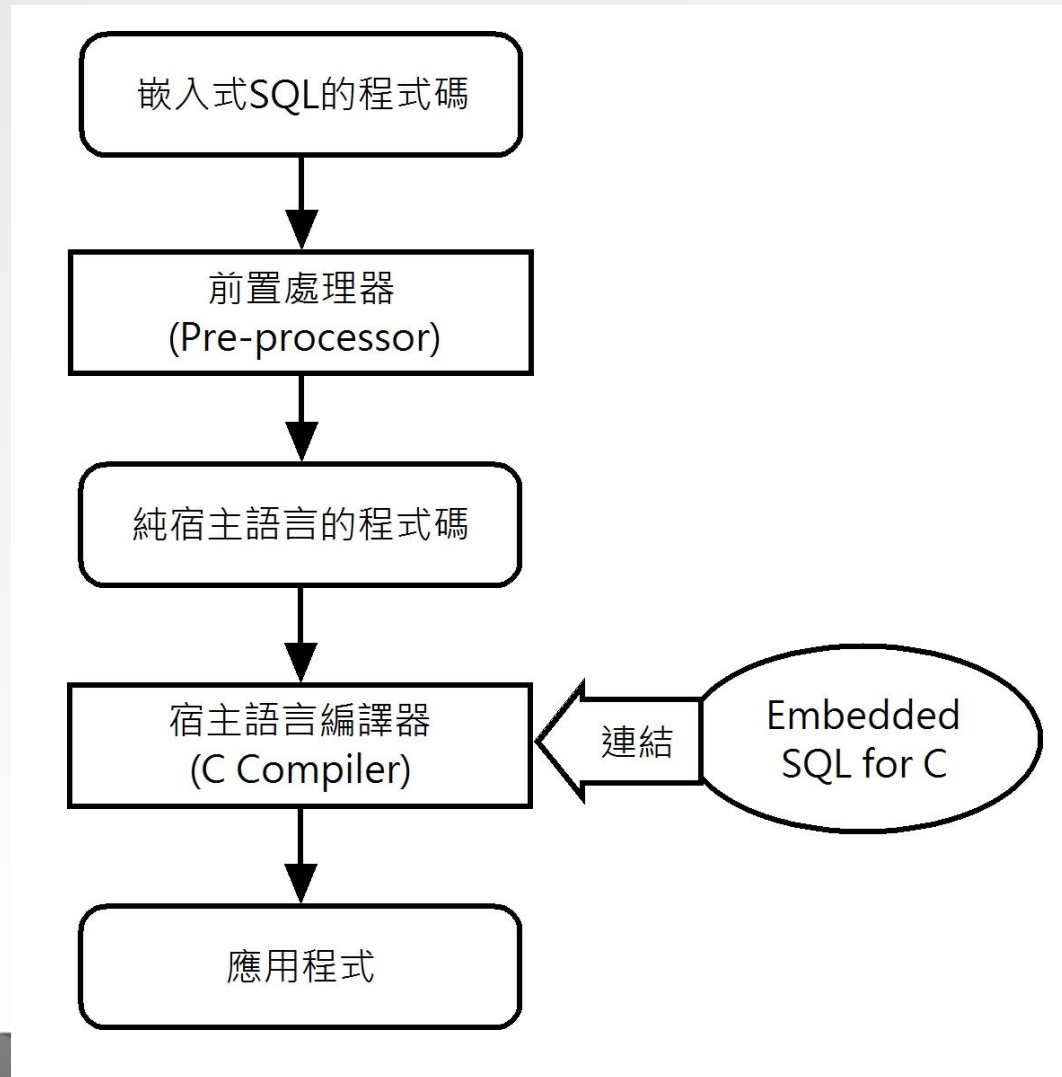 嵌入式SQL的程式碼
前置處理器
(Pre-processor)
純宿主語言的程式碼
宿主語言編譯器
(C Compiler)
連結
Embedded
SQL for C
應用程式